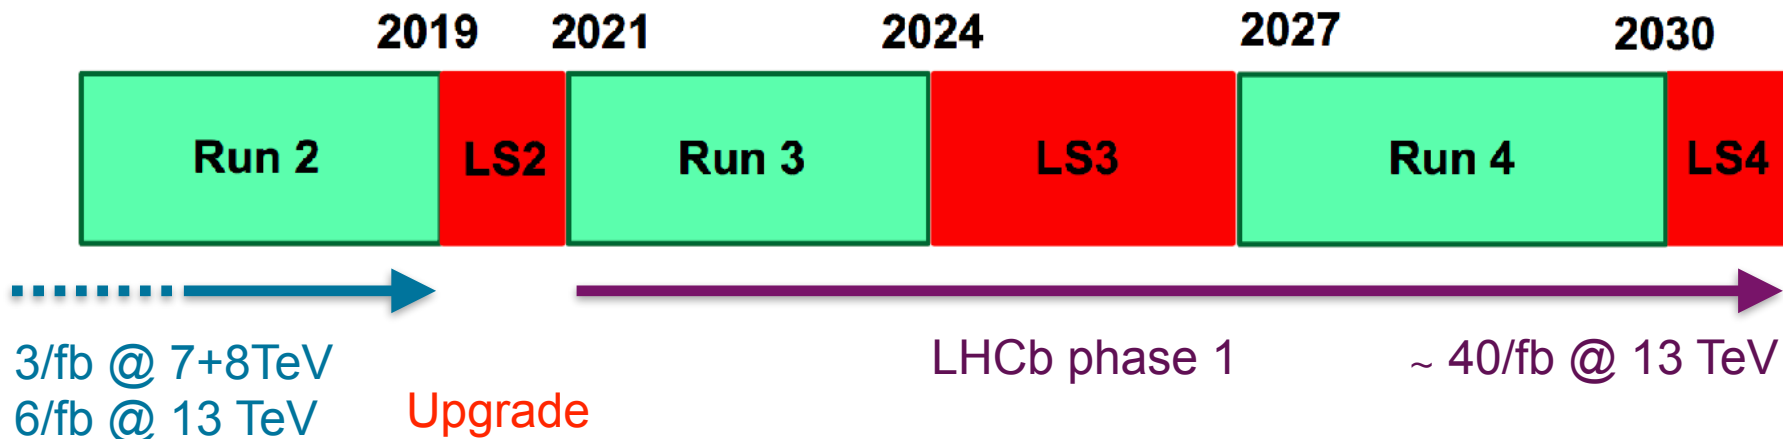 2019 2021 2024 2027 2030
Run 2 LS2 Run 3 LS3 Run 4 LS4
3/fb @ 7+8TeV LHCb phase 1 ~ 40/fb @ 13 TeV
6/fb @ 13 TeV Upgrade